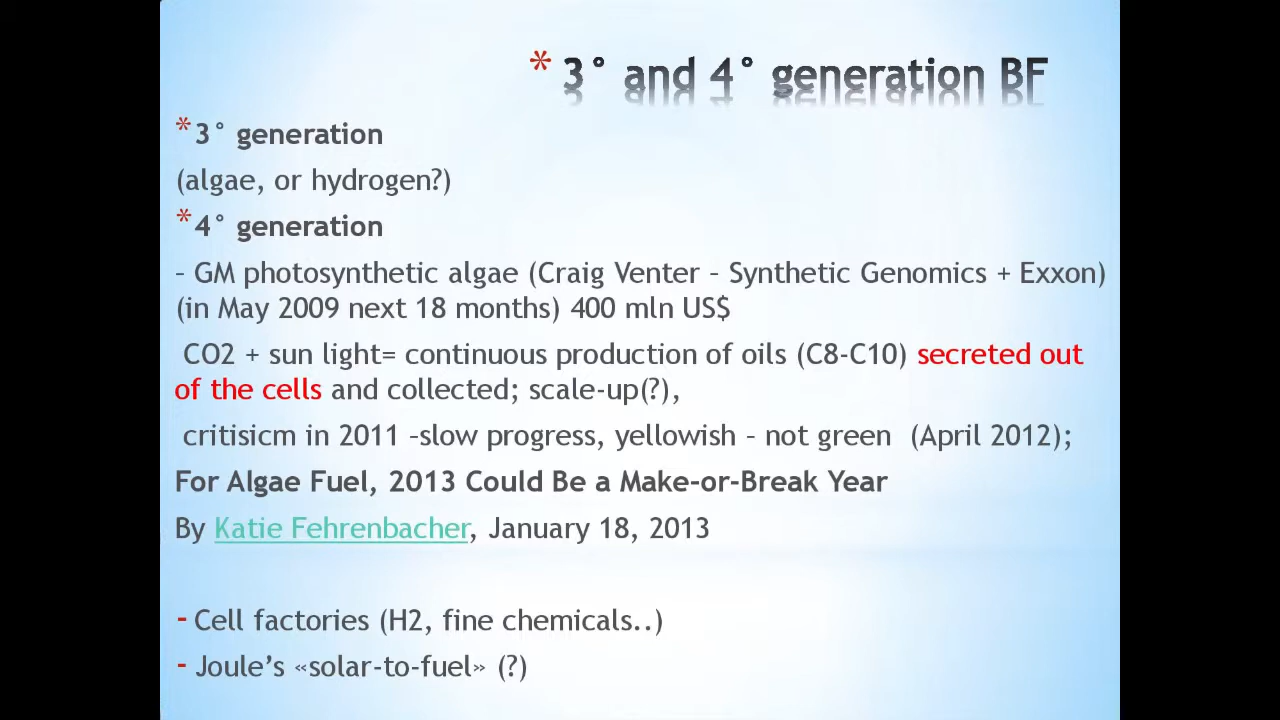 * 3° and 4° generation BF
* 3° generation
(algae, or hydrogen?)
* 4° generation
– GM photosynthetic algae (Craig Venter – Synthetic Genomics + Exxon)
(in May 2009 next 18 months) 400 mln US$
CO2 + sun light= continuous production of oils (C8-C10) secreted out
of the cells and collected; scale-up(?),
critisicm in 2011 –slow progress, yellowish – not green (April 2012);
For Algae Fuel, 2013 Could Be a Make-or-Break Year
By Katie Fehrenbacher, January 18, 2013
- Cell factories (H2, fine chemicals..)
- Joule’s «solar-to-fuel» (?)